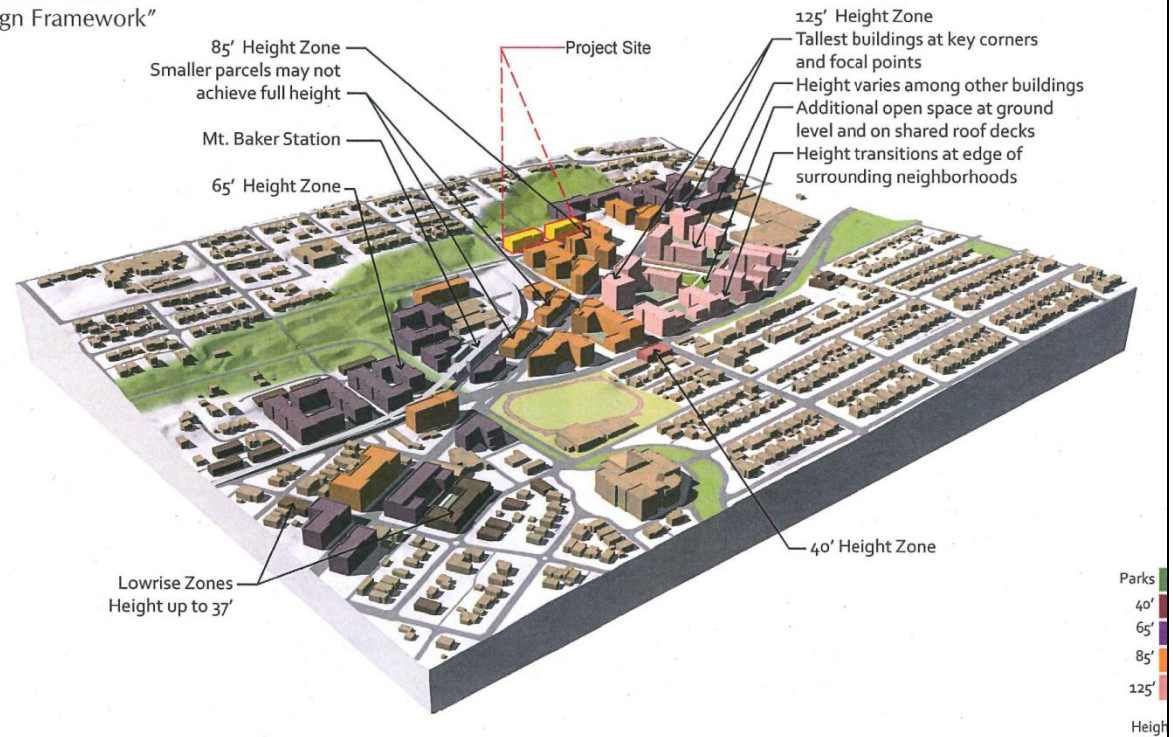 gn Framework"
85' Height Zone
Smaller parcels may not
achieve full height
Mt. Baker Station
65' Height Zone
Project Site
125' Height Zone
Tallest buildings at key corners
and focal points
Height varies among other buildings
Additional open space at ground
level and on shared roof decks
Height transitions at edge of
surrounding neighborhoods
40' Height Zone
Lowrise Zones
Height up to 37'
Parks
40'
65'
85'
125'
Heigh